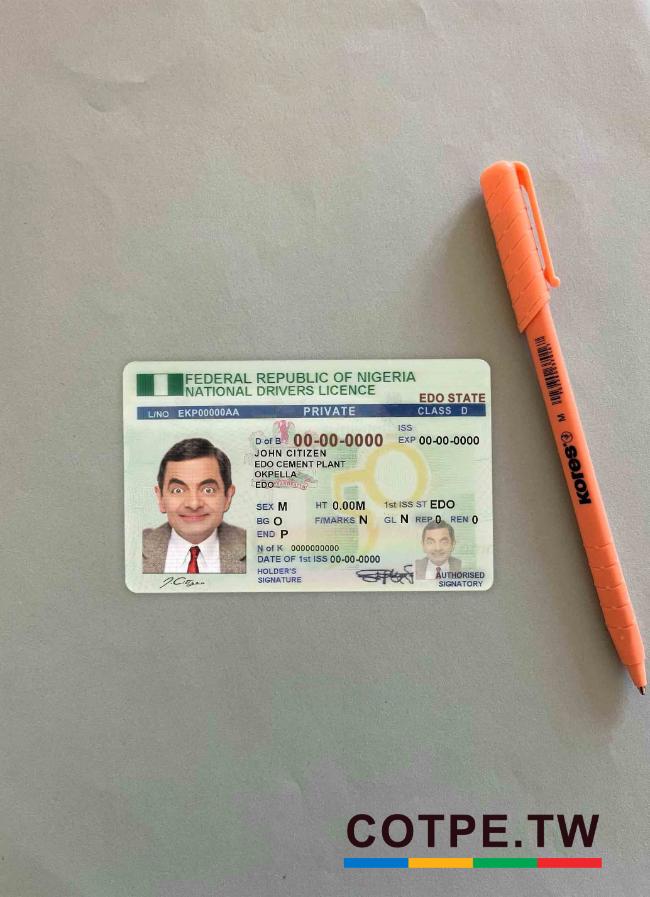 FEDERAL REPUBLIC OF NIGERIA
NATIONAL DRIVERS LICENCE
EDO STATE
L/NO EKP00000AA PRIVATE CLASS D
D of B 00-00-0000 ISS
EXP 00-00-0000
JOHN CITIZEN
EDO CEMENT PLANT
OKPELLA
EDO
SEX M HT 0.00M 1st ISS ST EDO
BG O F/MARKS N GL N REP 0 REN 0
END P
N of K 0000000000
DATE OF 1st ISS 00-00-0000
HOLDER'S
SIGNATURE
J.Citizen
AUTHORISED
SIGNATORY
Kores
M
COTPE.TW